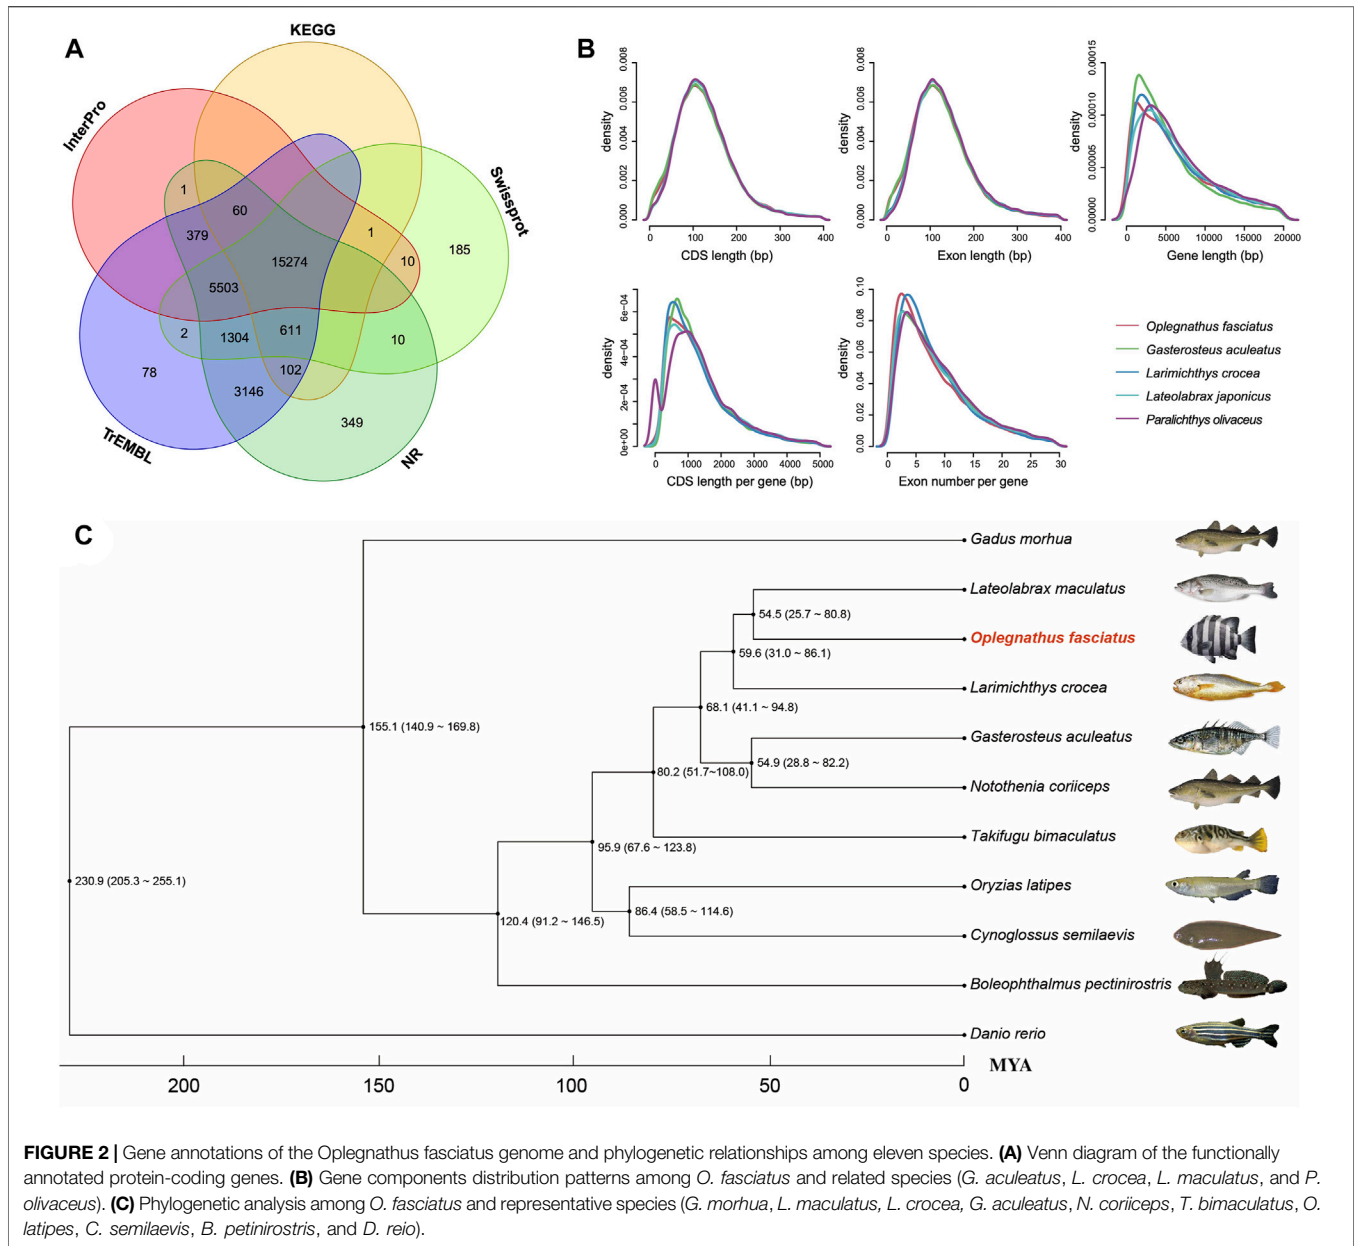 A
KEGG
InterPro
Swissprot
TrEMBL
NR
1
60
379
1
10
185
15274
5503
2
1304
611
10
78
102
3146
349
B
density
0.000
0.002
0.004
0.006
0.008
0
100
200
300
400
CDS length (bp)
density
0.000
0.002
0.004
0.006
0.008
0
100
200
300
400
Exon length (bp)
density
0.00000
0.00005
0.00010
0.00015
0
5000
10000
15000
20000
Gene length (bp)
density
0e+00
2e-04
4e-04
6e-04
0
1000
2000
3000
4000
5000
CDS length per gene (bp)
density
0.00
0.02
0.04
0.06
0.08
0.10
0
5
10
15
20
25
30
Exon number per gene
Oplegnathus fasciatus
Gasterosteus aculeatus
Larimichthys crocea
Lateolabrax japonicus
Paralichthys olivaceus
C
Gadus morhua
Lateolabrax maculatus
54.5 (25.7 ~ 80.8)
Oplegnathus fasciatus
59.6 (31.0 ~ 86.1)
Larimichthys crocea
68.1 (41.1 ~ 94.8)
155.1 (140.9 ~ 169.8)
Gasterosteus aculeatus
54.9 (28.8 ~ 82.2)
80.2 (51.7~108.0)
Notothenia coriiceps
Takifugu bimaculatus
95.9 (67.6 ~ 123.8)
230.9 (205.3 ~ 255.1)
Oryzias latipes
86.4 (58.5 ~ 114.6)
120.4 (91.2 ~ 146.5)
Cynoglossus semilaevis
Boleophthalmus pectinirostris
Danio rerio
MYA
200
150
100
50
0
FIGURE 2 | Gene annotations of the Oplegnathus fasciatus genome and phylogenetic relationships among eleven species. (A) Venn diagram of the functionally
annotated protein-coding genes. (B) Gene components distribution patterns among O. fasciatus and related species (G. aculeatus, L. crocea, L. maculatus, and P.
olivaceus). (C) Phylogenetic analysis among O. fasciatus and representative species (G. morhua, L. maculatus, L. crocea, G. aculeatus, N. coriiceps, T. bimaculatus, O.
latipes, C. semilaevis, B. petinirostris, and D. reio).